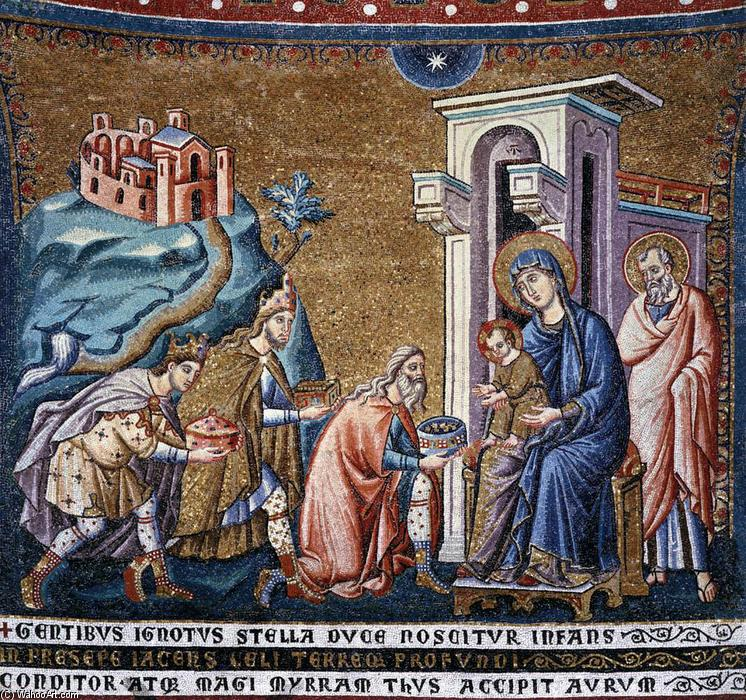 +GENTIBVS IGNOTVS STELLA DVCE NOSCITVR INFANS
IN PRESEPE IACENS CELI TERREQ PROFVNDI
CONDITOR·ATQ MAGI MYRRAM THVS ACCIPIT AVRVM
(C) WahooArt.com